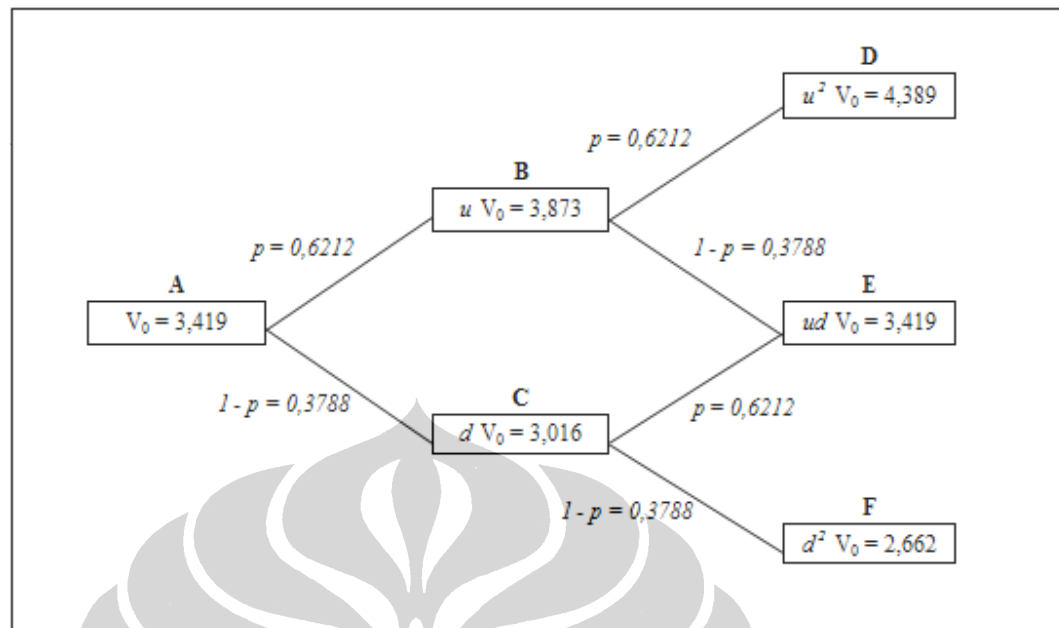 D
u² V₀ = 4,389
p = 0,6212
B
u V₀ = 3,873
p = 0,6212
1 - p = 0,3788
A
E
V₀ = 3,419
ud V₀ = 3,419
1 - p = 0,3788
C
p = 0,6212
d V₀ = 3,016
1 - p = 0,3788
F
d² V₀ = 2,662